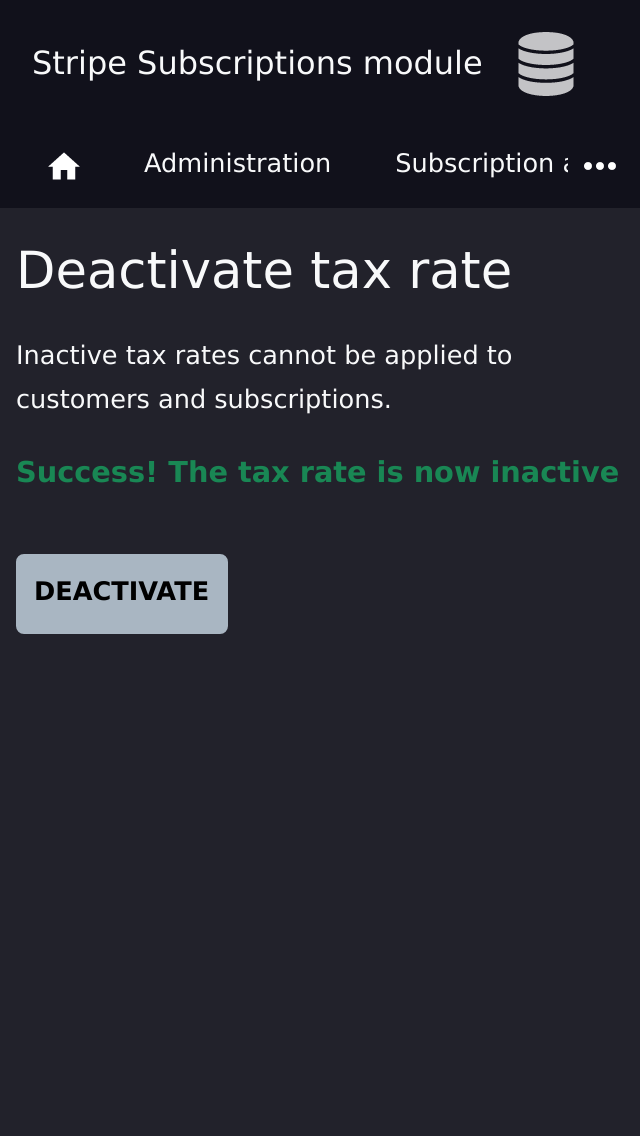 Stripe Subscriptions module
Administration
Subscription
Deactivate tax rate
Inactive tax rates cannot be applied to
customers and subscriptions.
Success! The tax rate is now inactive
DEACTIVATE